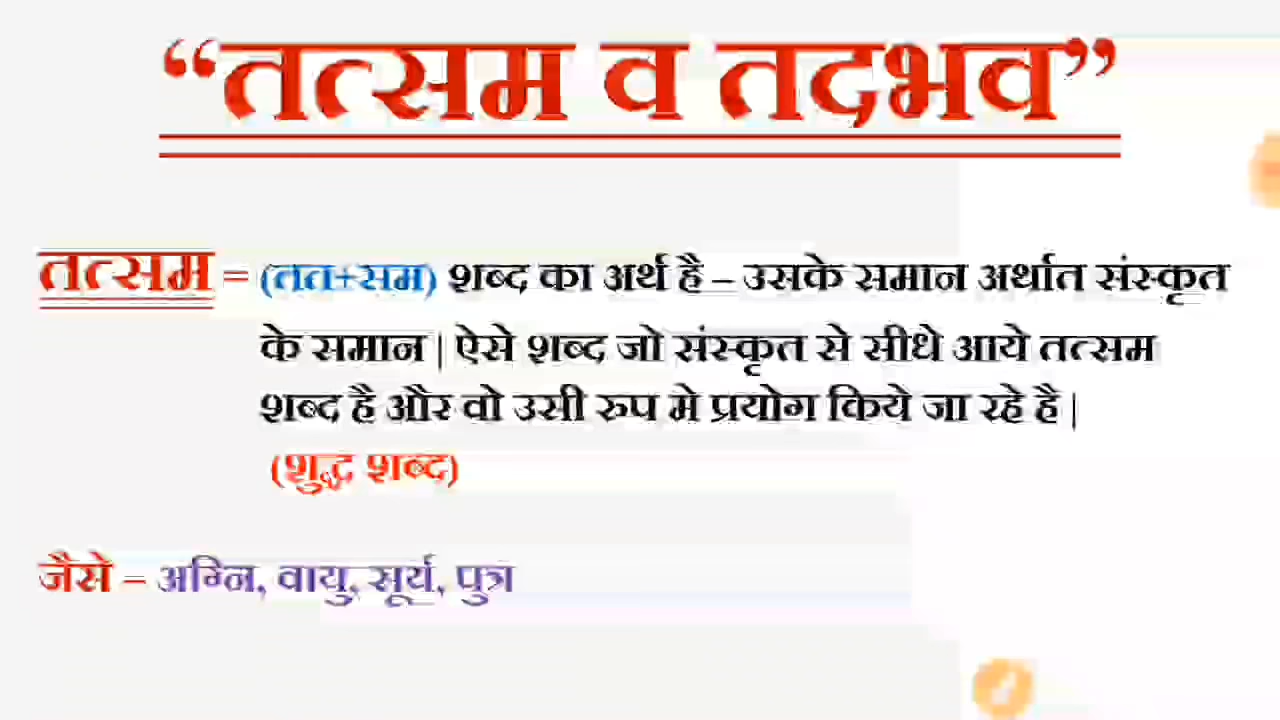 “तत्सम व तदभव”
तत्सम = (तत+सम) शब्द का अर्थ है – उसके समान अर्थात संस्कृत
के समान | ऐसे शब्द जो संस्कृत से सीधे आये तत्सम
शब्द है और वो उसी रुप मे प्रयोग किये जा रहे है |
(शुद्ध शब्द)
जैसे – अग्नि, वायु, सूर्य, पुत्र